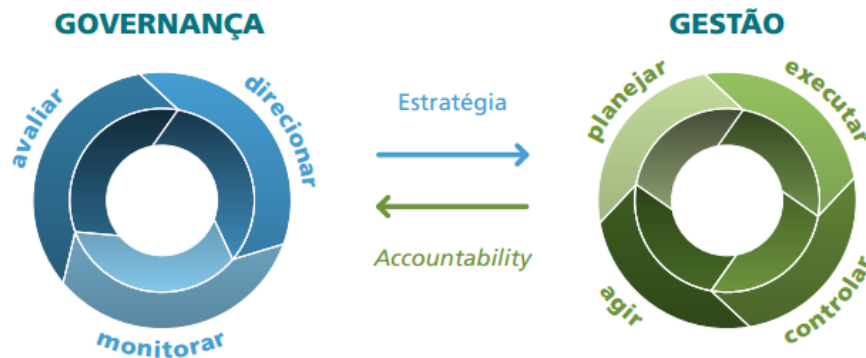 GOVERNANÇA
GESTÃO
avaliar
direcionar
monitorar
Estratégia
Accountability
planejar
executar
controlar
agir